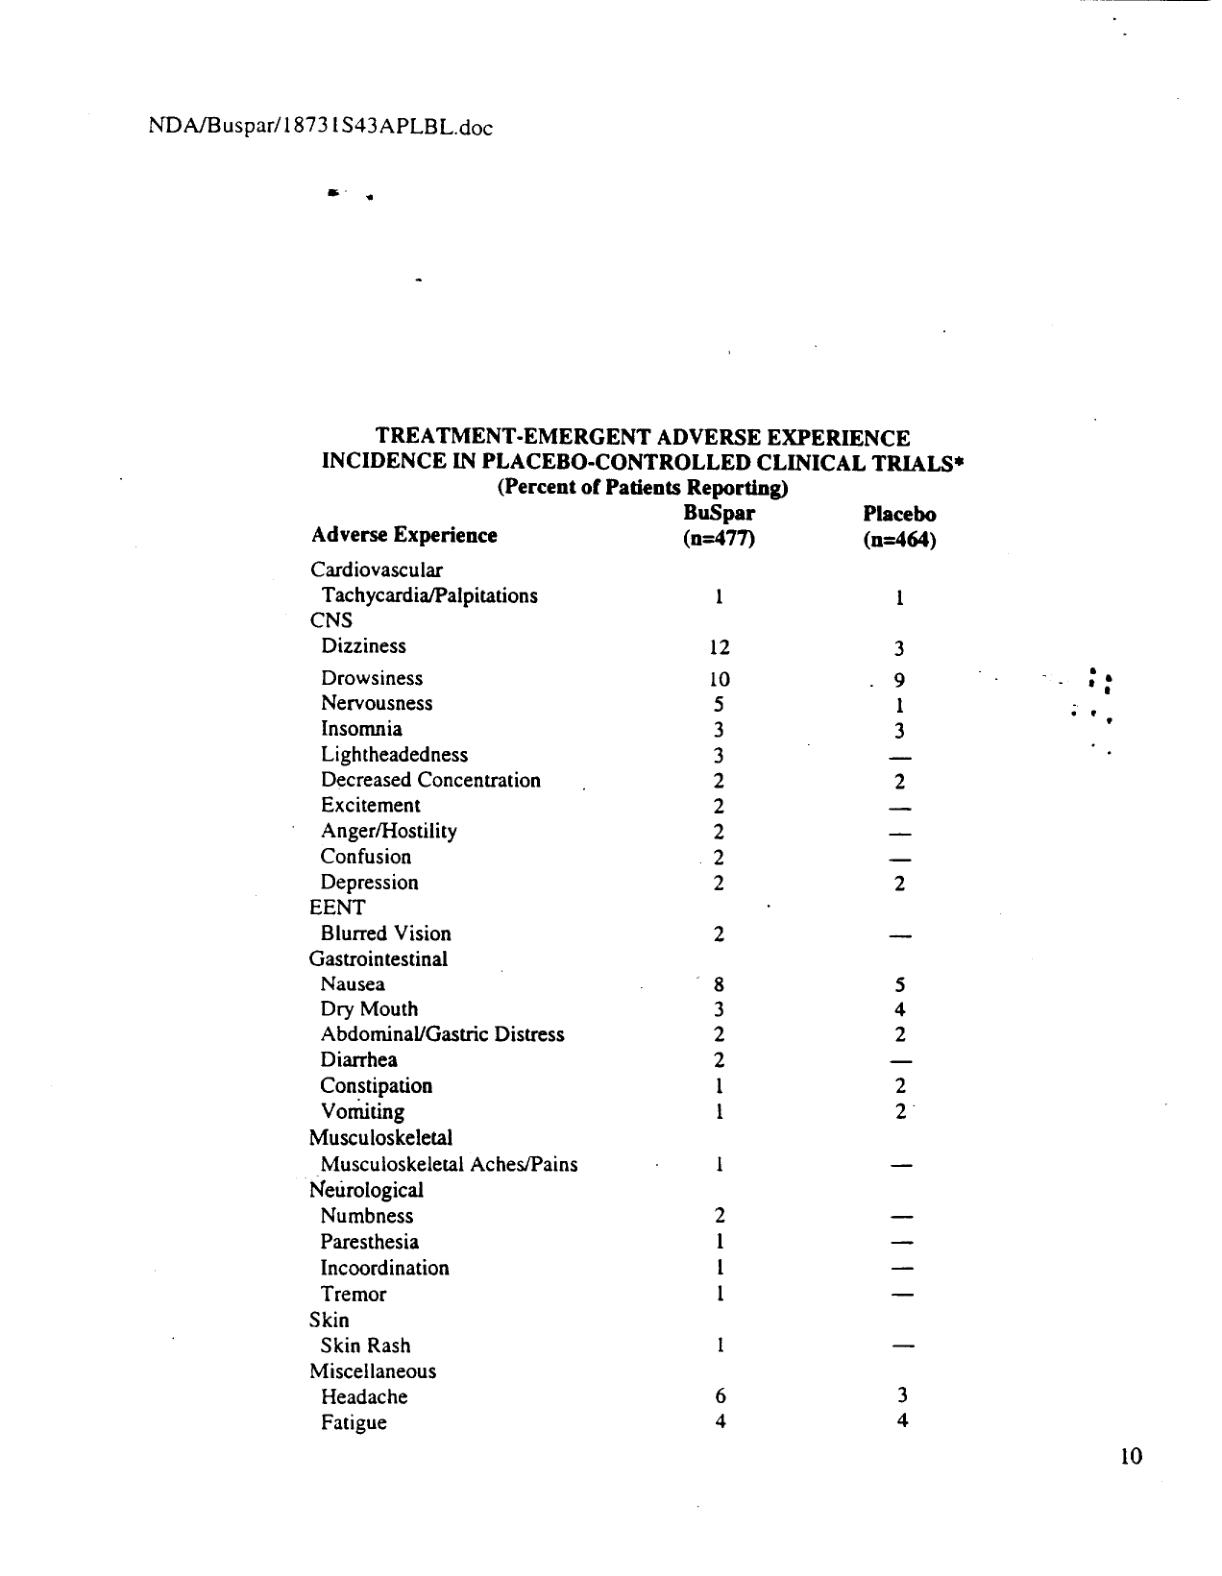 NDA/Buspar/18731S43APLBL.doc
TREATMENT-EMERGENT ADVERSE EXPERIENCE
INCIDENCE IN PLACEBO-CONTROLLED CLINICAL TRIALS*
(Percent of Patients Reporting)
BuSpar Placebo
Adverse Experience (n=477) (n=464)
Cardiovascular
Tachycardia/Palpitations 1 1
CNS
Dizziness 12 3
Drowsiness 10 9
Nervousness 5 1
Insomnia 3 3
Lightheadedness 3 —
Decreased Concentration 2 2
Excitement 2 —
Anger/Hostility 2 —
Confusion 2 —
Depression 2 2
EENT
Blurred Vision 2 —
Gastrointestinal
Nausea 8 5
Dry Mouth 3 4
Abdominal/Gastric Distress 2 2
Diarrhea 2 —
Constipation 1 2
Vomiting 1 2
Musculoskeletal
Musculoskeletal Aches/Pains 1 —
Neurological
Numbness 2 —
Paresthesia 1 —
Incoordination 1 —
Tremor 1 —
Skin
Skin Rash 1 —
Miscellaneous
Headache 6 3
Fatigue 4 4
10